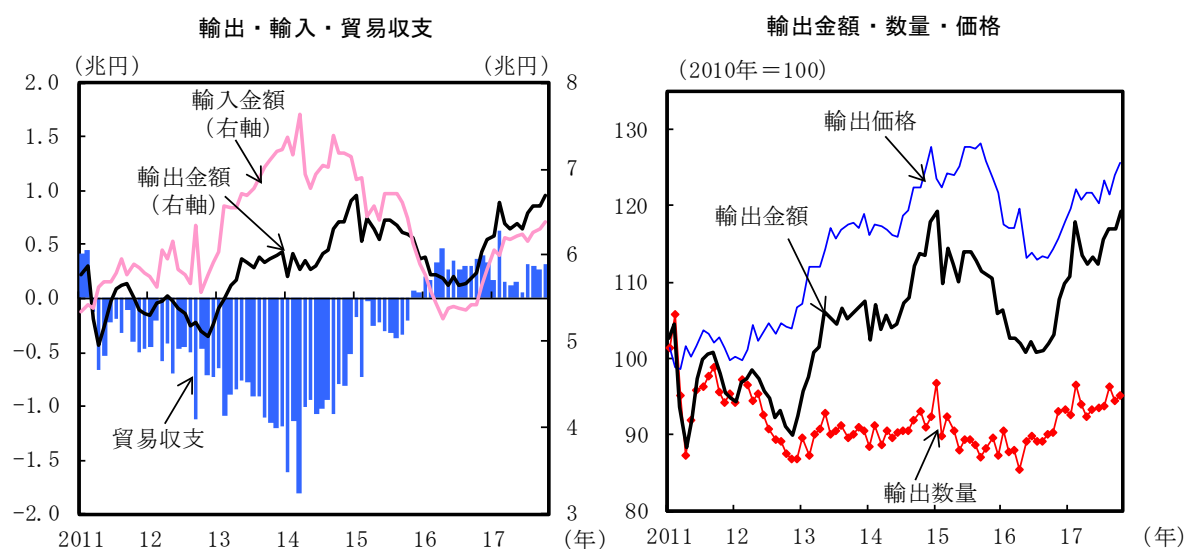 輸出・輸入・貿易収支
（兆円）
（兆円）
2.0
1.5
1.0
0.5
0.0
-0.5
-1.0
-1.5
-2.0
8
7
6
5
4
3
輸入金額
（右軸）
輸出金額
（右軸）
貿易収支
2011 12 13 14 15 16 17 （年）
輸出金額・数量・価格
（2010年＝100）
130
120
110
100
90
80
輸出価格
輸出金額
輸出数量
2011 12 13 14 15 16 17 （年）